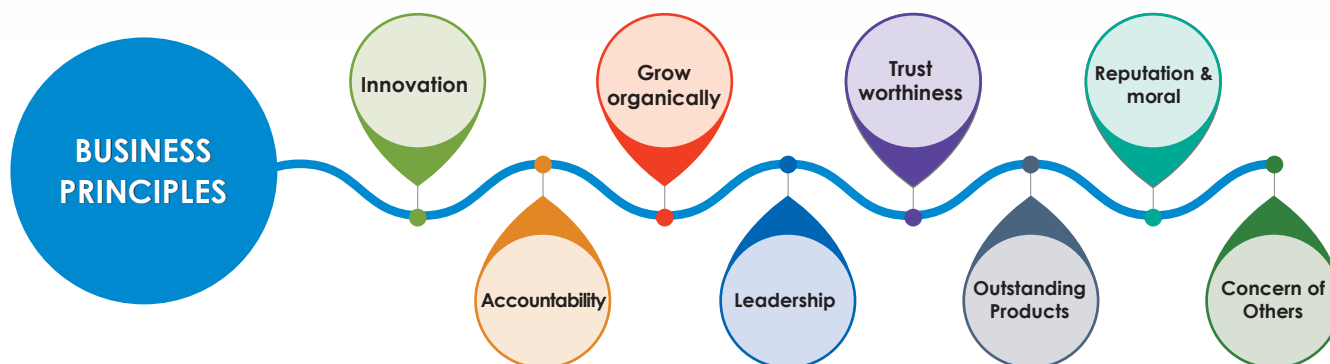 BUSINESS
PRINCIPLES
Innovation
Accountability
Grow
organically
Leadership
Trust
worthiness
Outstanding
Products
Reputation &
moral
Concern of
Others